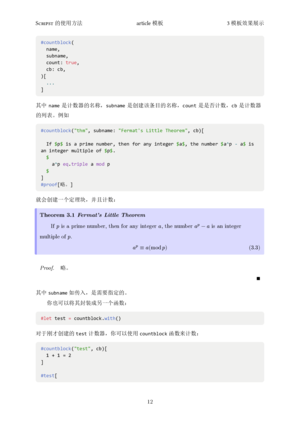 Scripst 的使用方法 article 模板 3 模板效果展示
#countblock(
name,
subname,
count: true,
cb: cb,
)[
...
]
其中 name 是计数器的名称，subname 是创建该条目的名称，count 是是否计数，cb 是计数器
的列表。例如
#countblock("thm", subname: "Fermat's Little Theorem", cb)[
If $p$ is a prime number, then for any integer $a$, the number $a^p - a$ is
an integer multiple of $p$.
$
a^p eq.triple a mod p
$
]
#proof[略。]
就会创建一个定理块，并且计数：
Theorem 3.1 Fermat's Little Theorem
If p is a prime number, then for any integer a, the number aᵖ − a is an integer
multiple of p.
aᵖ ≡ a(mod p) (3.3)
Proof. 略。
■
其中 subname 如传入，是需要指定的。
你也可以将其封装成另一个函数：
#let test = countblock.with()
对于刚才创建的 test 计数器，你可以使用 countblock 函数来计数：
#countblock("test", cb)[
1 + 1 = 2
]
#test[
12